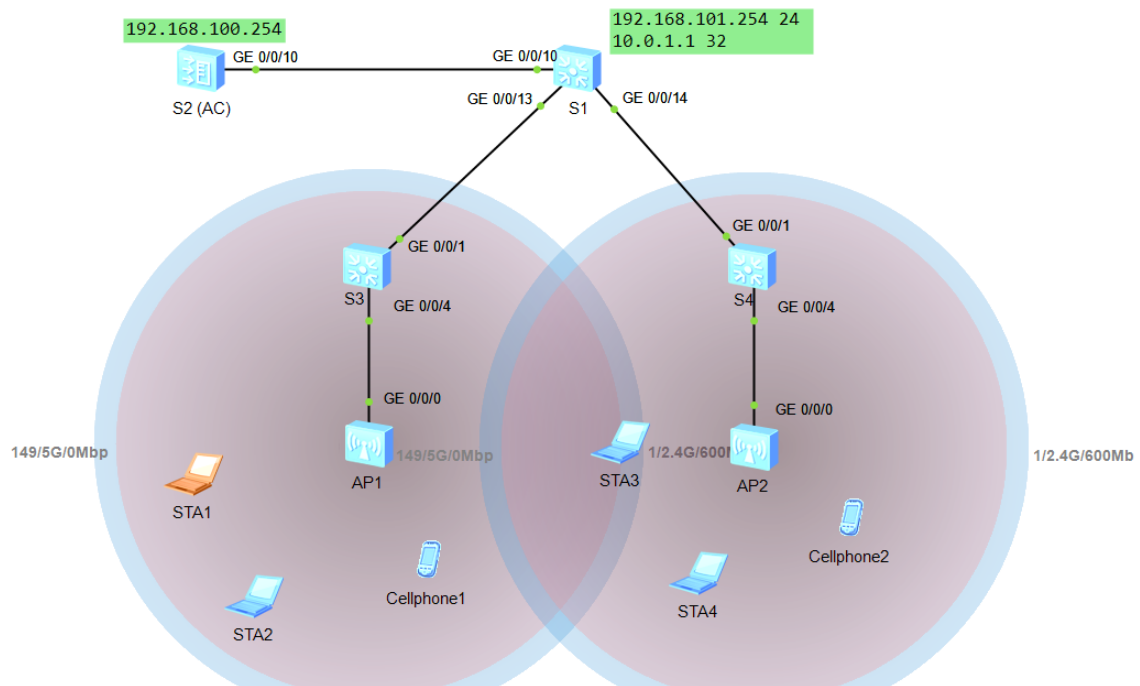 192.168.100.254
192.168.101.254 24
10.0.1.1 32
GE 0/0/10
GE 0/0/10
S2 (AC)
S1
GE 0/0/13
GE 0/0/14
GE 0/0/1
GE 0/0/1
S3
S4
GE 0/0/4
GE 0/0/4
GE 0/0/0
GE 0/0/0
149/5G/0Mbp
149/5G/0Mbp
1/2.4G/600M
1/2.4G/600Mb
AP1
STA3
AP2
STA1
Cellphone2
Cellphone1
STA4
STA2